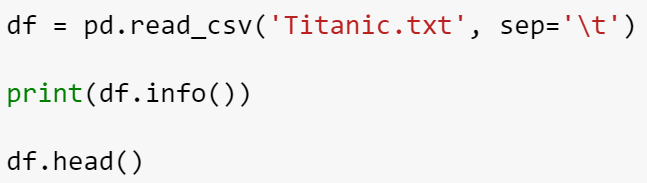 df = pd.read_csv('Titanic.txt', sep='\t')
print(df.info())
df.head()